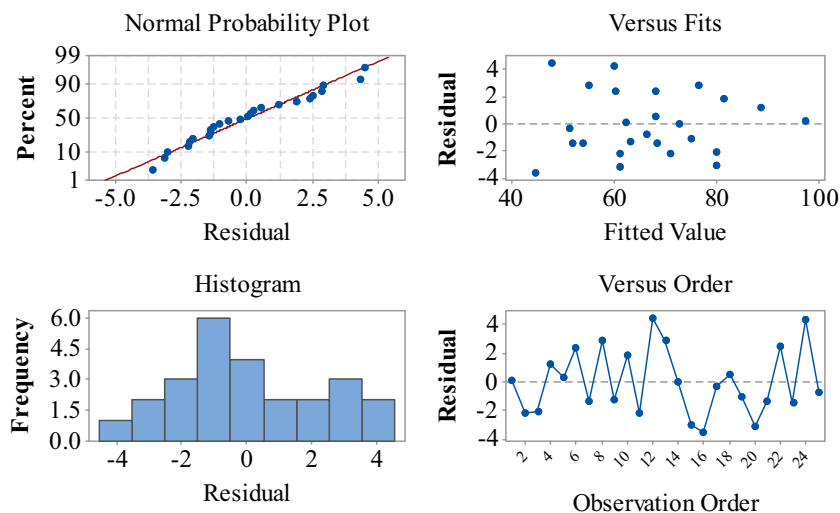 Normal Probability Plot
99
90
50
10
1
Percent
-5.0 -2.5 0.0 2.5 5.0
Residual
Versus Fits
4
2
0
-2
-4
Residual
40 60 80 100
Fitted Value
Histogram
6.0
4.5
3.0
1.5
0.0
Frequency
-4 -2 0 2 4
Residual
Versus Order
4
2
0
-2
-4
Residual
2 4 6 8 10 12 14 16 18 20 22 24
Observation Order